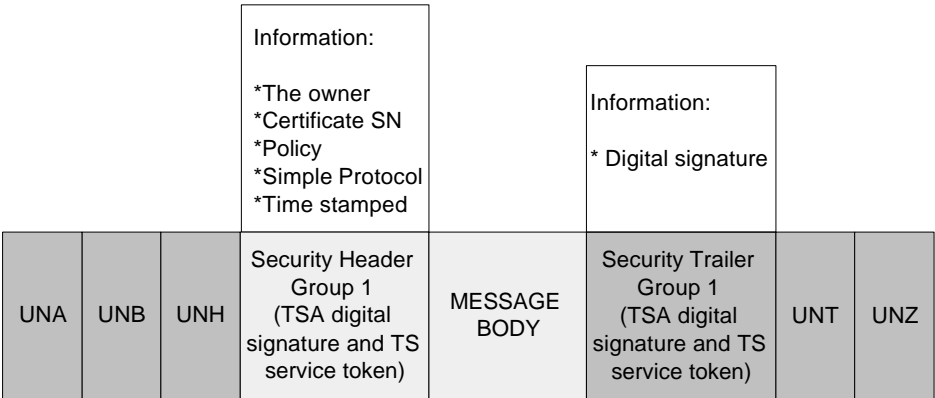 Information:
*The owner
*Certificate SN
*Policy
*Simple Protocol
*Time stamped
Information:
* Digital signature
UNA
UNB
UNH
Security Header
Group 1
(TSA digital
signature and TS
service token)
MESSAGE
BODY
Security Trailer
Group 1
(TSA digital
signature and TS
service token)
UNT
UNZ